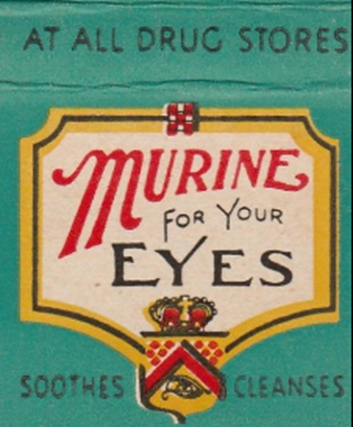 AT ALL DRUG STORES
MURINE
FOR YOUR
EYES
SOOTHES CLEANSES